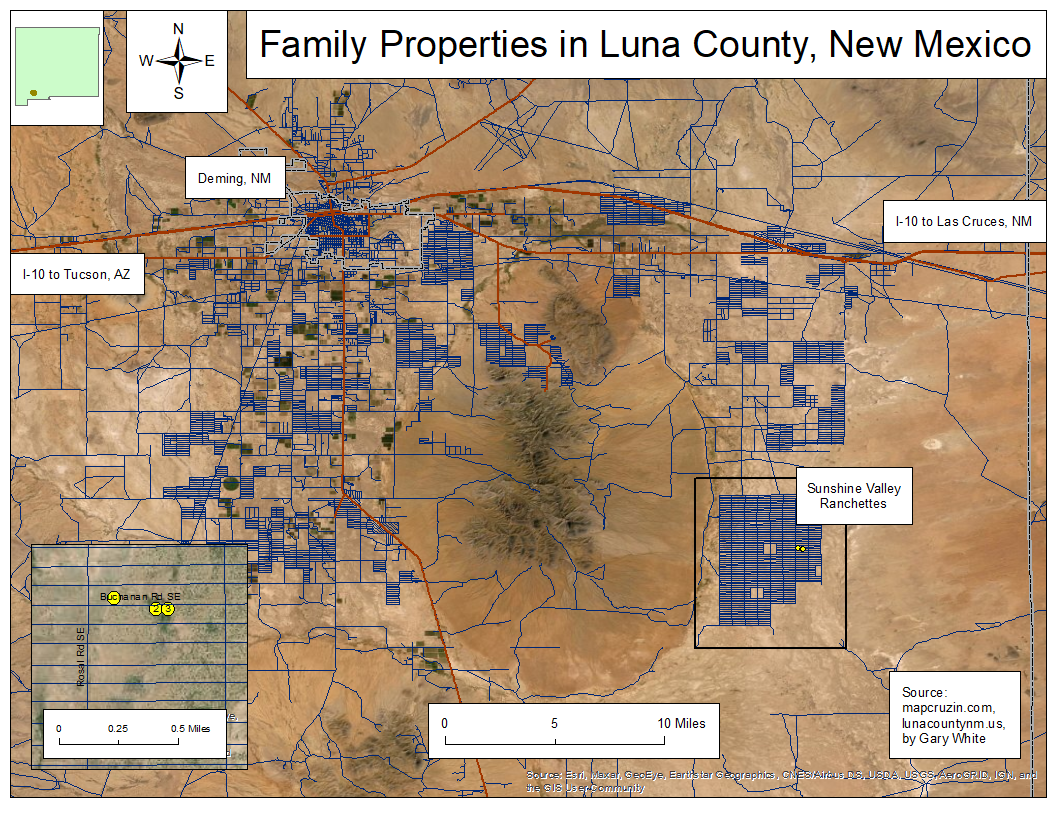 Family Properties in Luna County, New Mexico
N
W E
S
Deming, NM
I-10 to Las Cruces, NM
I-10 to Tucson, AZ
Sunshine Valley
Ranchettes
Buchanan Rd SE
2 3
Rosal Rd SE
0 0.25 0.5 Miles
0 5 10 Miles
Source:
mapcruzin.com,
lunacountynm.us,
by Gary White
Source: Esri, Maxar, GeoEye, Earthstar Geographics, CNES/Airbus DS, USDA, USGS, AeroGRID, IGN, and
the GIS User Community